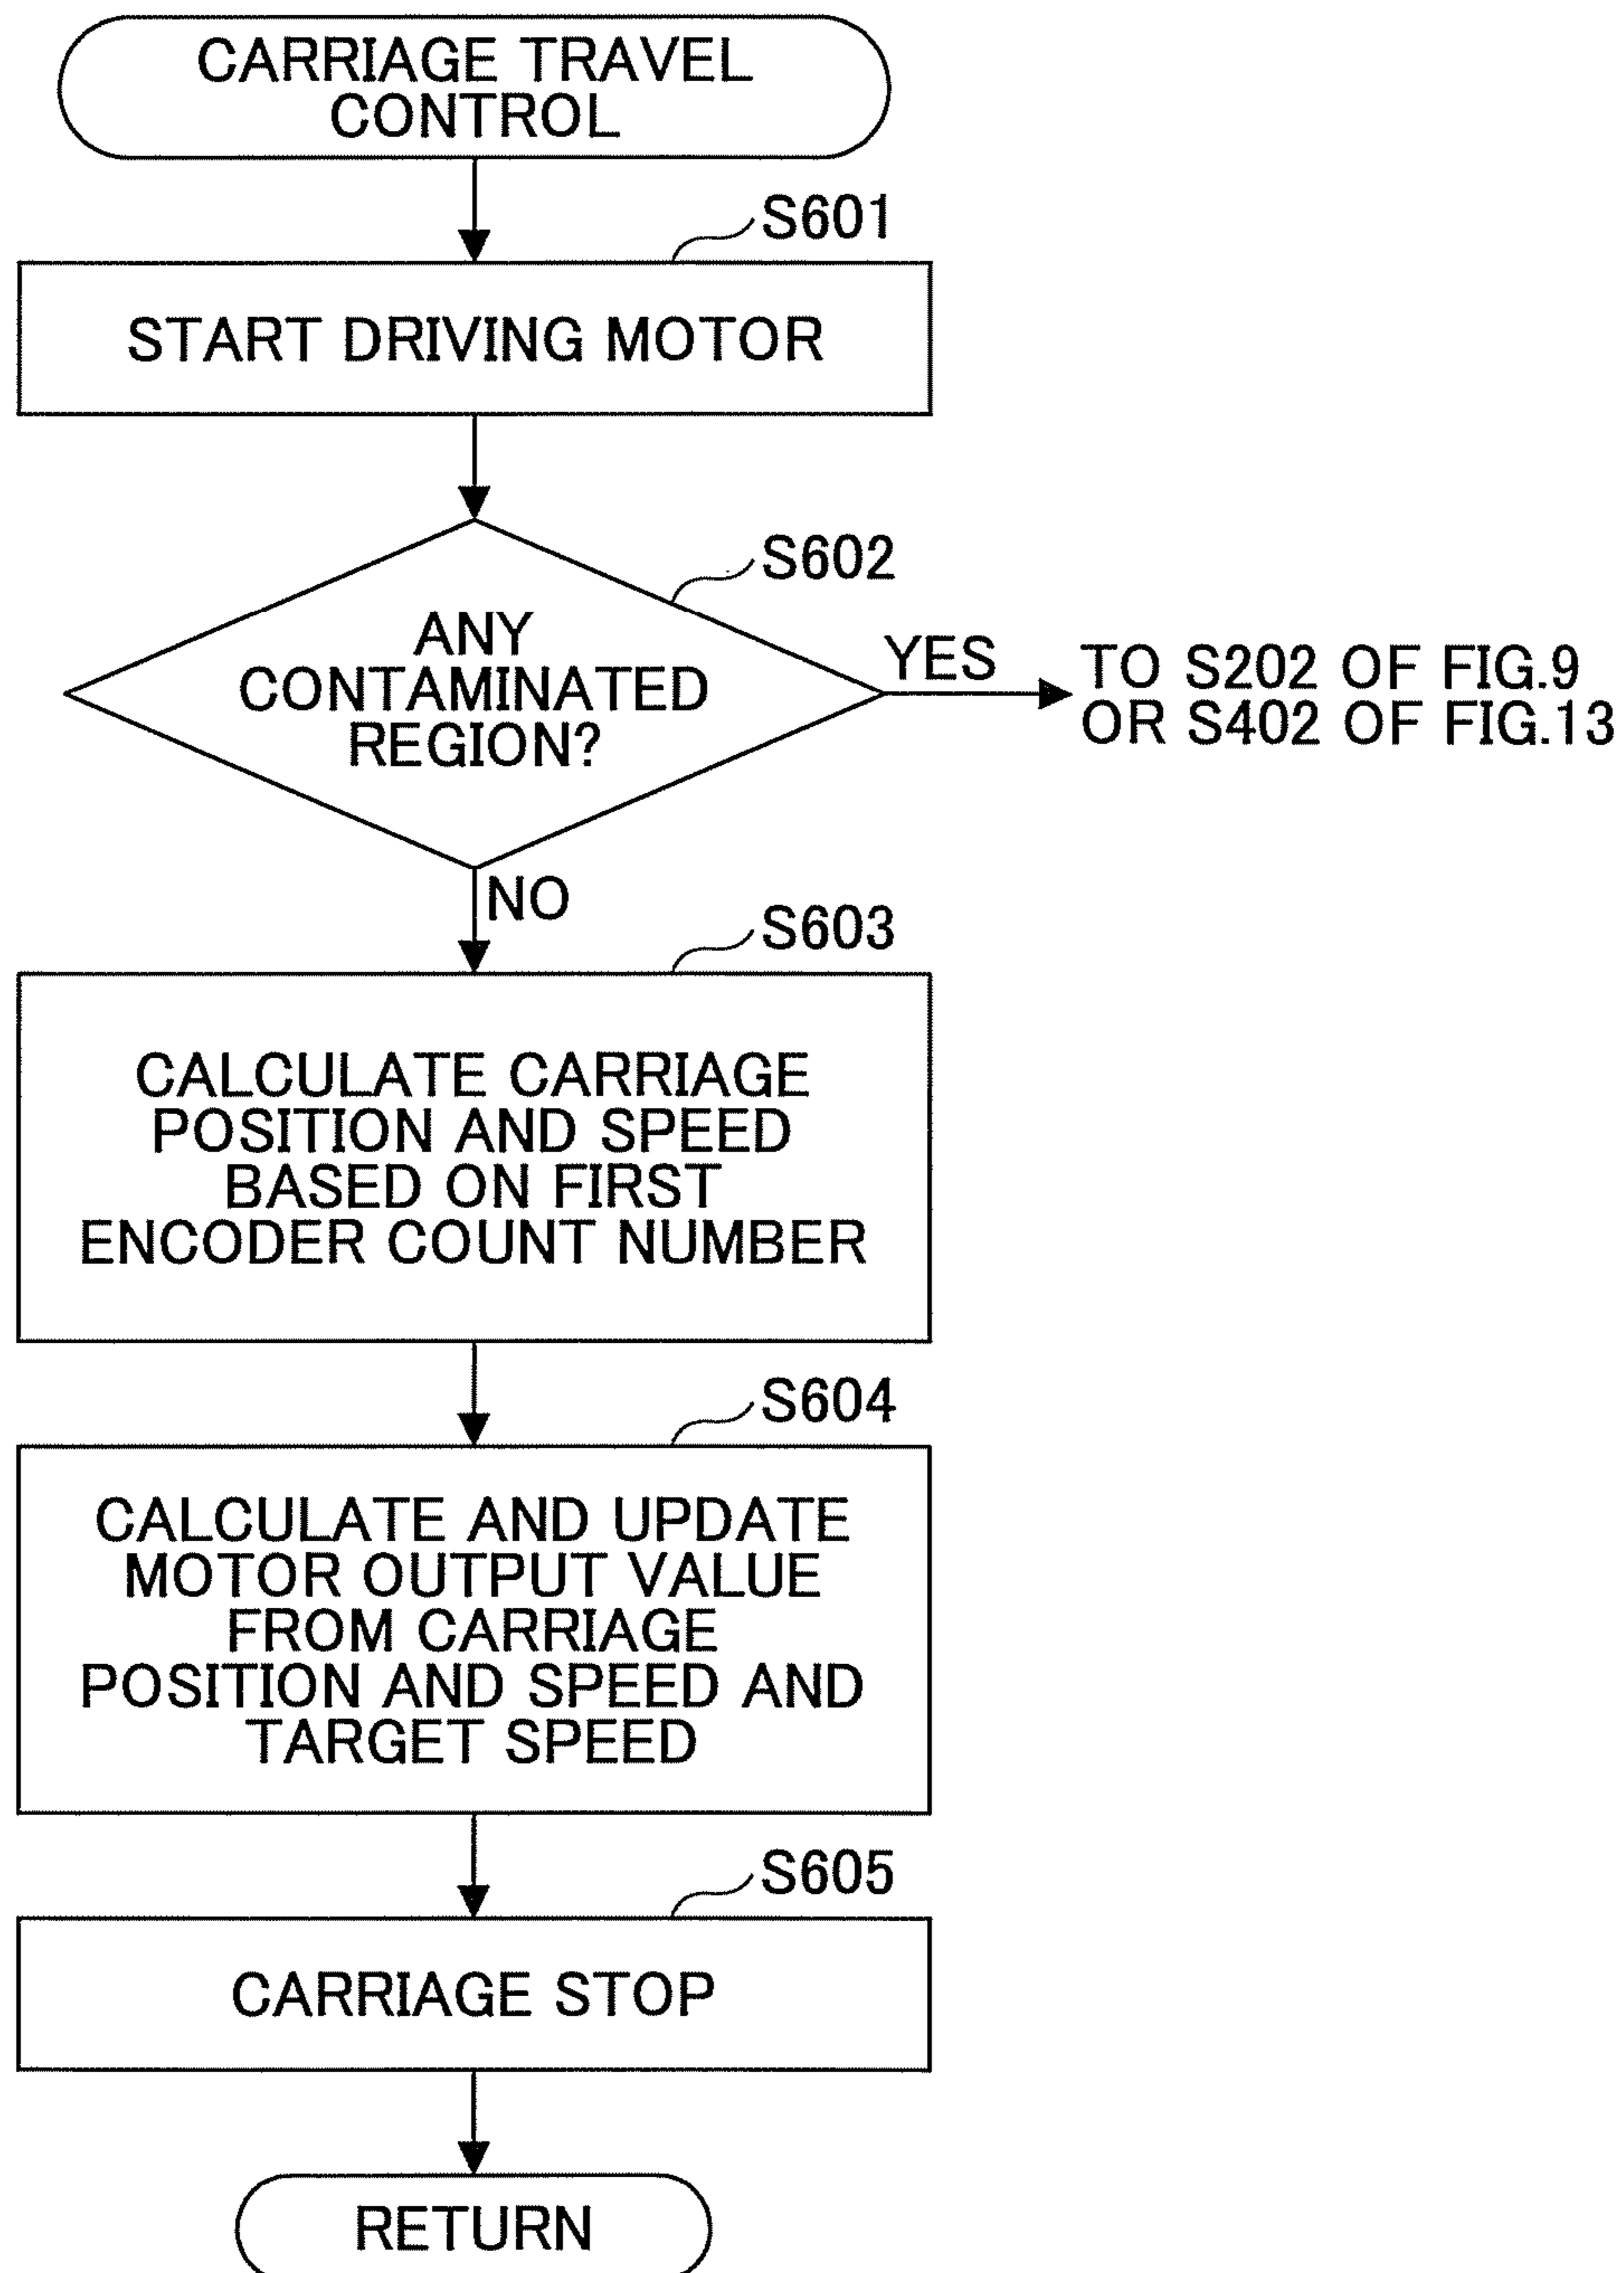 CARRIAGE TRAVEL
CONTROL
S601
START DRIVING MOTOR
S602
ANY
CONTAMINATED
REGION?
YES
TO S202 OF FIG.9
OR S402 OF FIG.13
NO
S603
CALCULATE CARRIAGE
POSITION AND SPEED
BASED ON FIRST
ENCODER COUNT NUMBER
S604
CALCULATE AND UPDATE
MOTOR OUTPUT VALUE
FROM CARRIAGE
POSITION AND SPEED AND
TARGET SPEED
S605
CARRIAGE STOP
RETURN